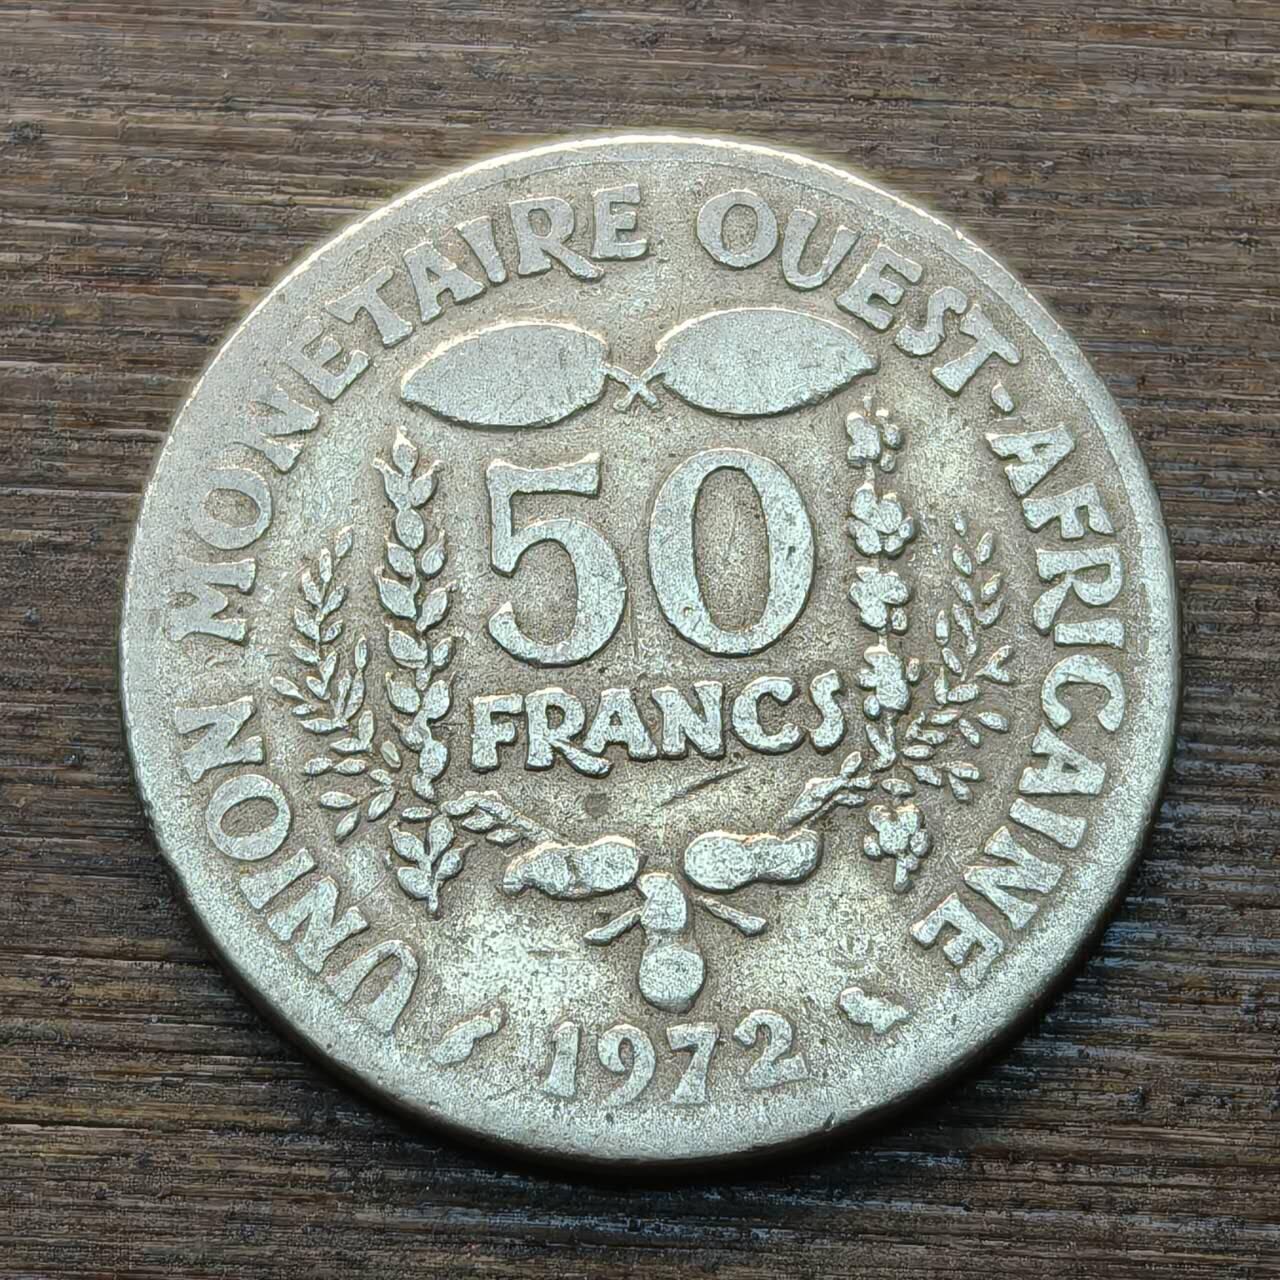 UNION MONETAIRE OUEST-AFRICAINE
50
FRANCS
1972